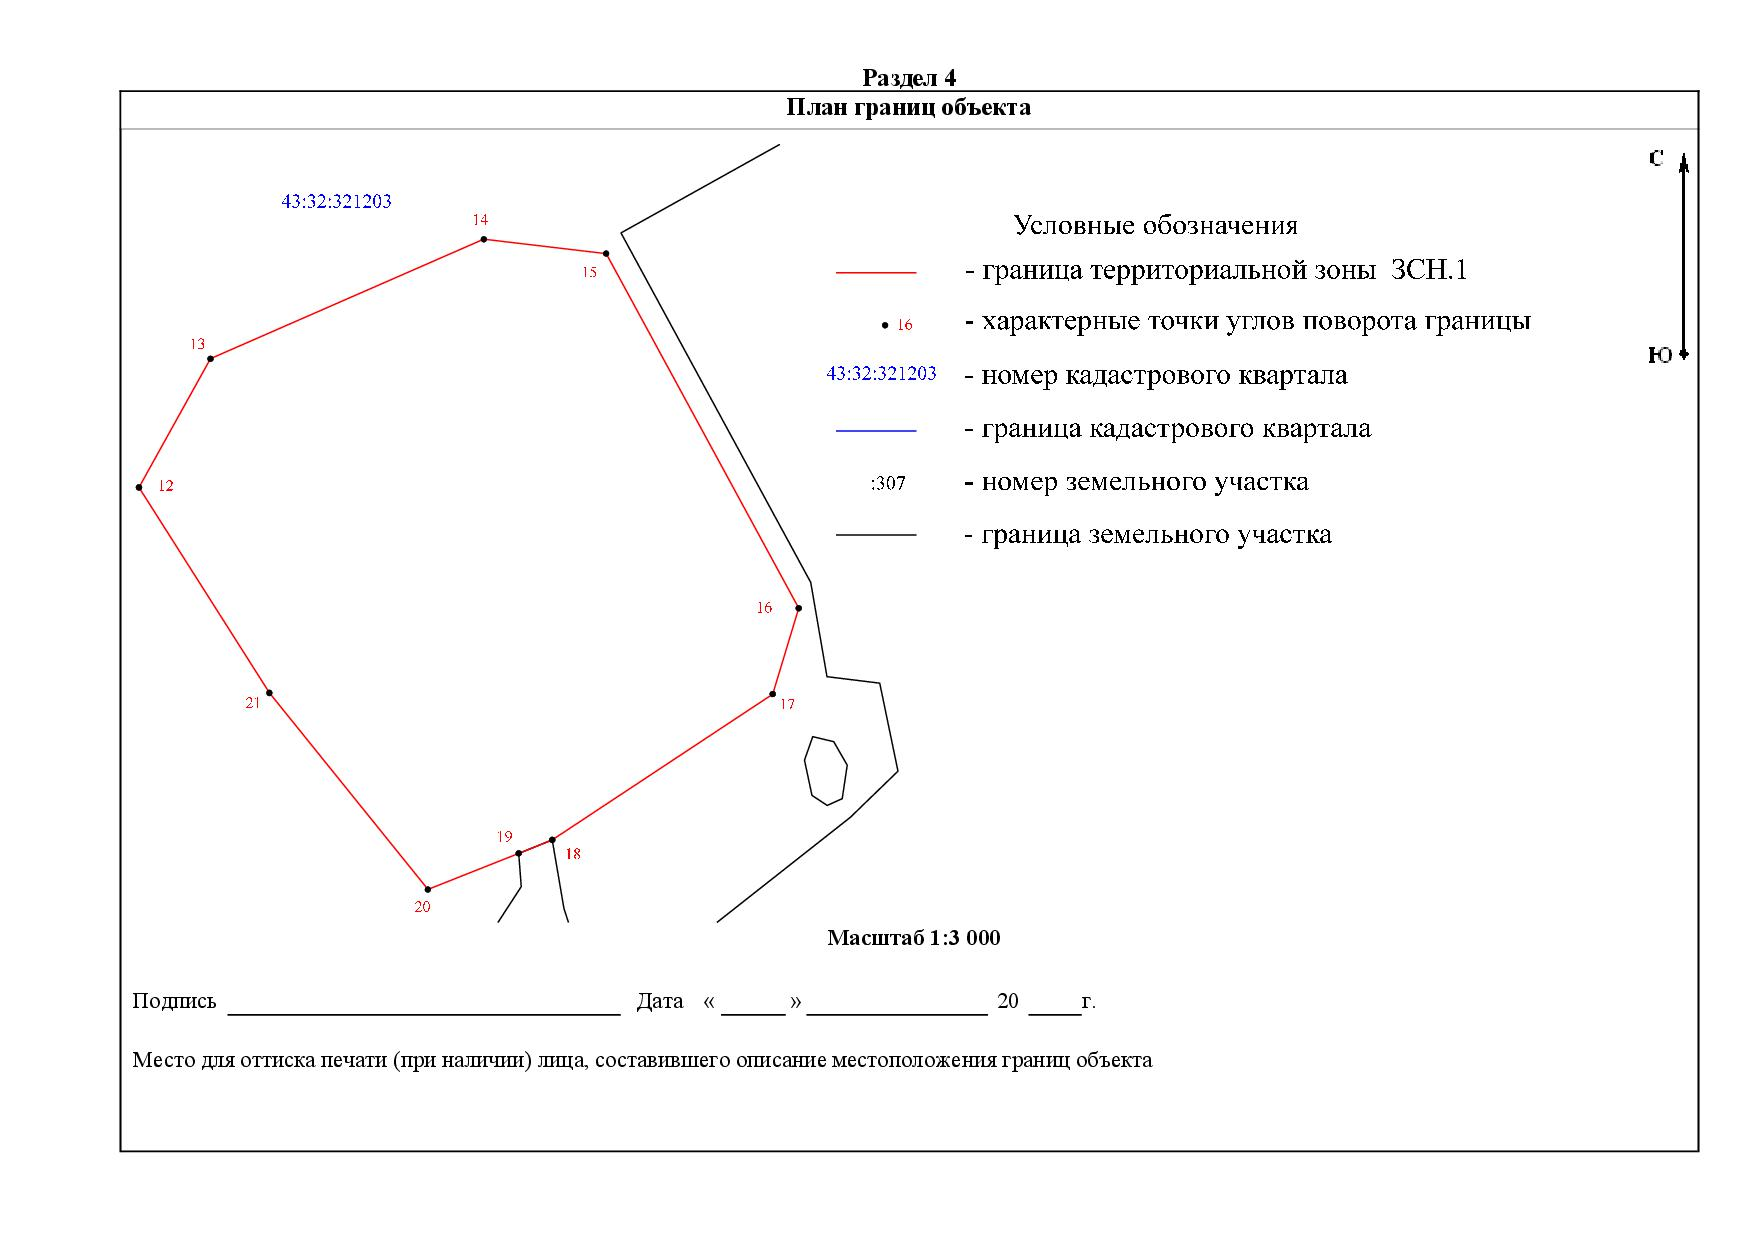 Раздел 4
План границ объекта
С
43:32:321203
14
Условные обозначения
15
- граница территориальной зоны ЗСН.1
16 - характерные точки углов поворота границы
13
Ю
43:32:321203 - номер кадастрового квартала
- граница кадастрового квартала
12
:307 - номер земельного участка
- граница земельного участка
16
21
17
19
18
20
Масштаб 1:3 000
Подпись Дата « » 20 г.
Место для оттиска печати (при наличии) лица, составившего описание местоположения границ объекта